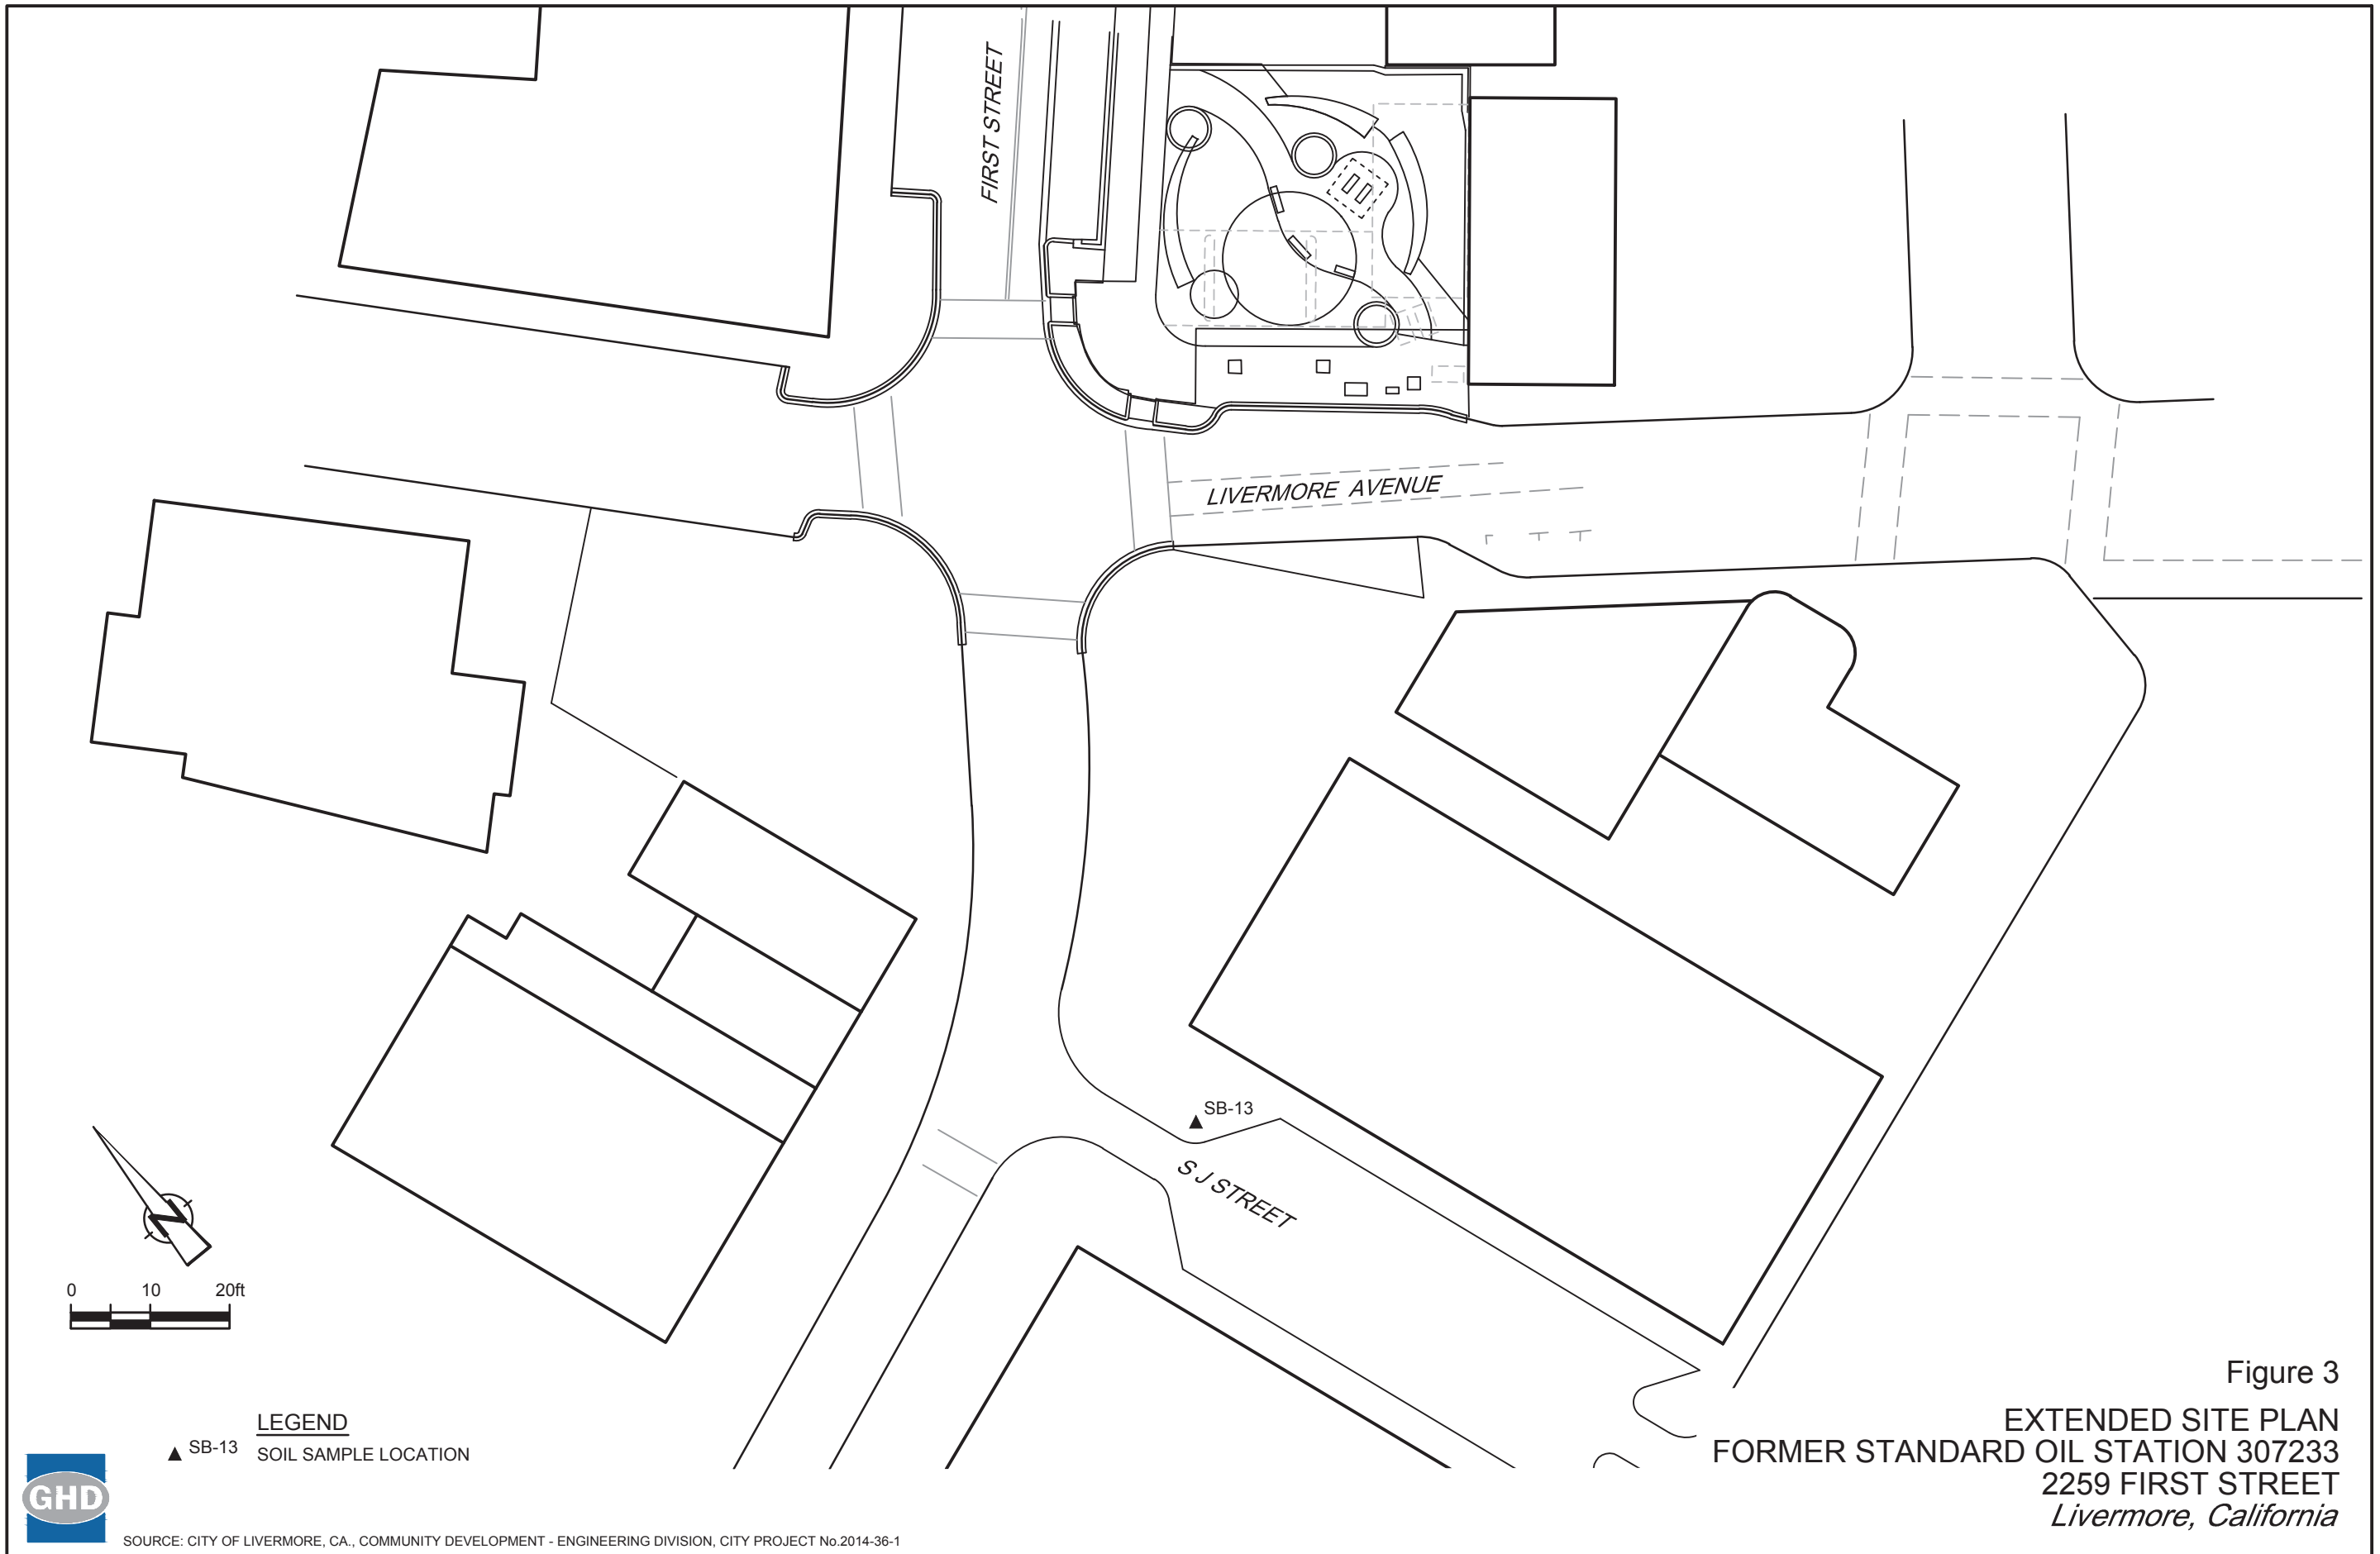 FIRST STREET
LIVERMORE AVENUE
SB-13
S J STREET
N
0 10 20ft
LEGEND
SB-13 SOIL SAMPLE LOCATION
GHD
SOURCE: CITY OF LIVERMORE, CA., COMMUNITY DEVELOPMENT - ENGINEERING DIVISION, CITY PROJECT No.2014-36-1
Figure 3
EXTENDED SITE PLAN
FORMER STANDARD OIL STATION 307233
2259 FIRST STREET
Livermore, California